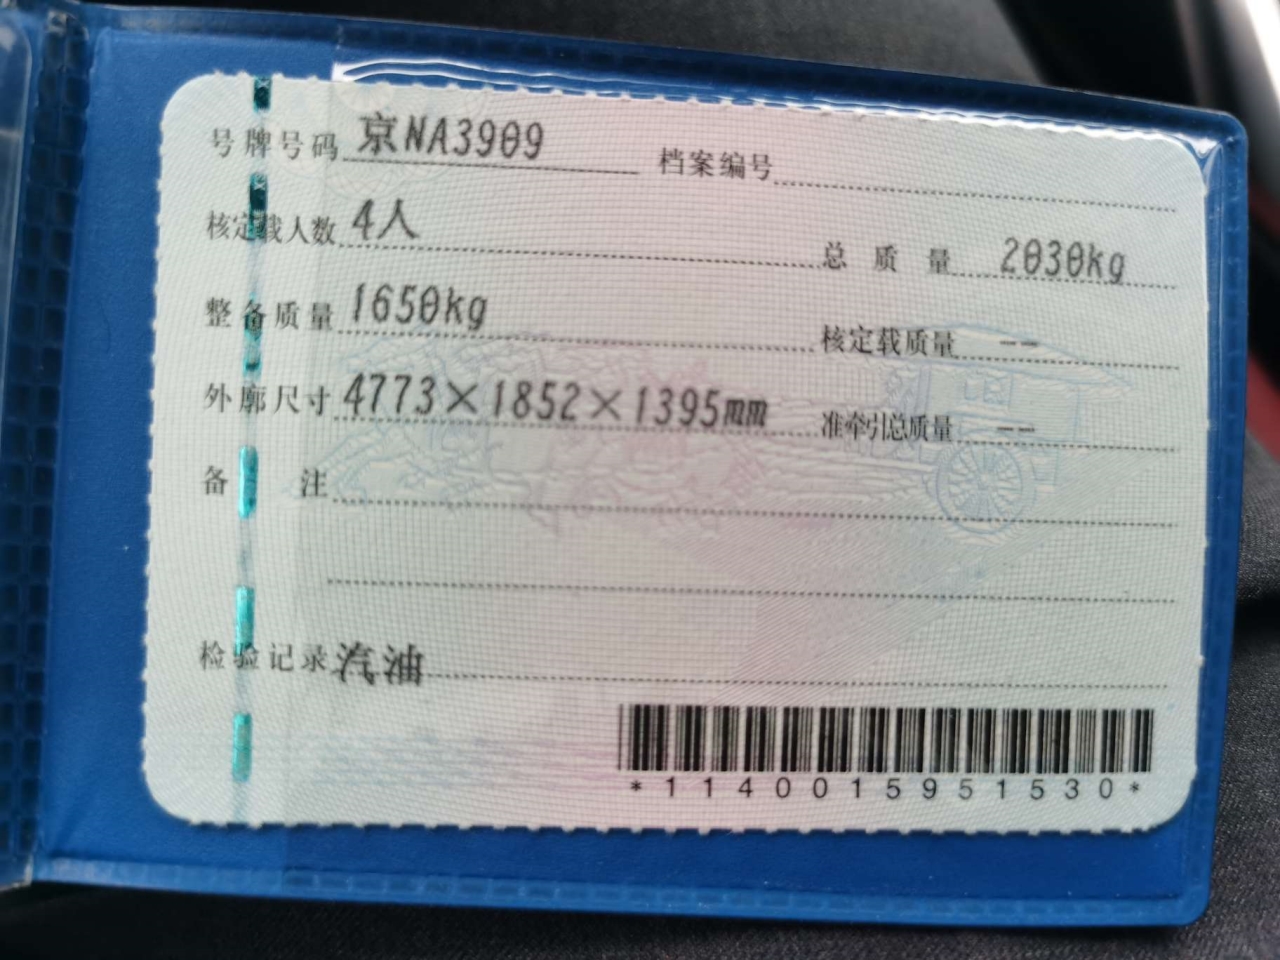 号牌号码 京NA3909 档案编号
核定载人数 4人 总质量 2030kg
整备质量 1650kg 核定载质量 --
外廓尺寸 4773×1852×1395mm 准牵引总质量 --
备注
检验记录 汽油
*1140015951530*